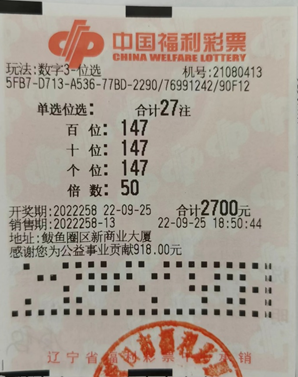 中国福利彩票
CHINA WELFARE LOTTERY
玩法:数字3-位选 机号:21080413
5FB7-D713-A536-77BD-2290/76991242/90F12
单选位选: 合计27注
百 位: 147
十 位: 147
个 位: 147
倍 数: 50
开奖期:2022258 22-09-25 合计2700元
销售期:2022258-13 22-09-25 18:50:44
地址:鲅鱼圈区新商业大厦
感谢您为公益事业贡献918.00元
辽宁省福利彩票 销